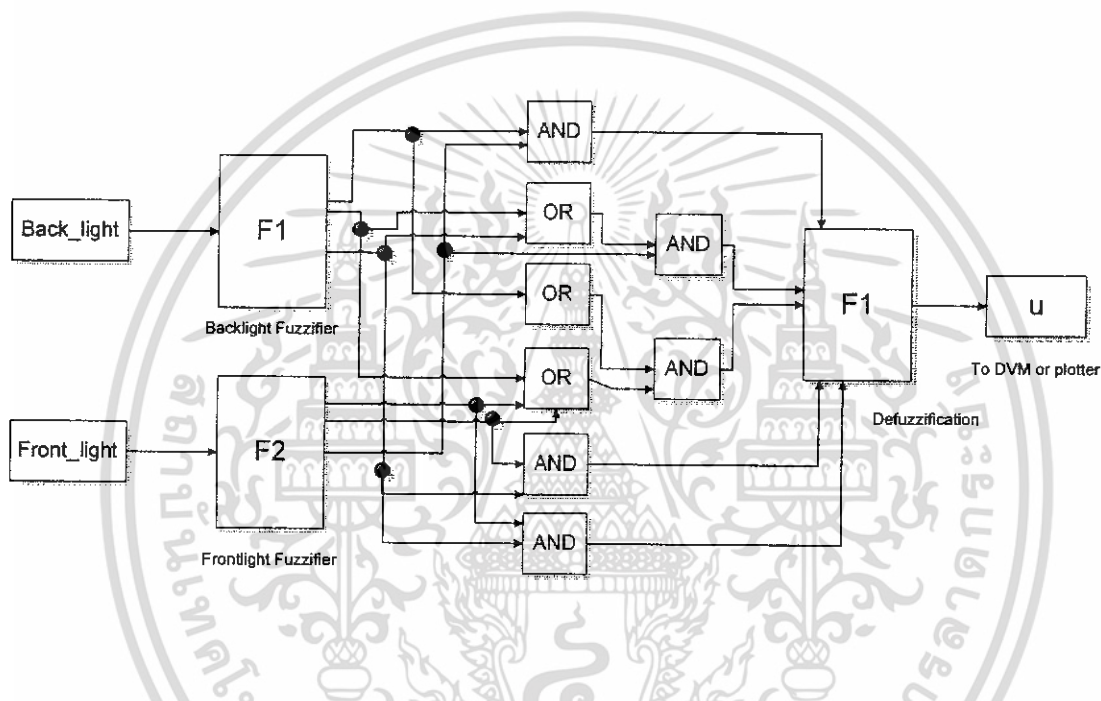 AND
Back_light
F1
OR
AND
Backlight Fuzzifier
OR
F1
u
To DVM or plotter
OR
AND
Defuzzification
Front_light
F2
AND
Frontlight Fuzzifier
AND